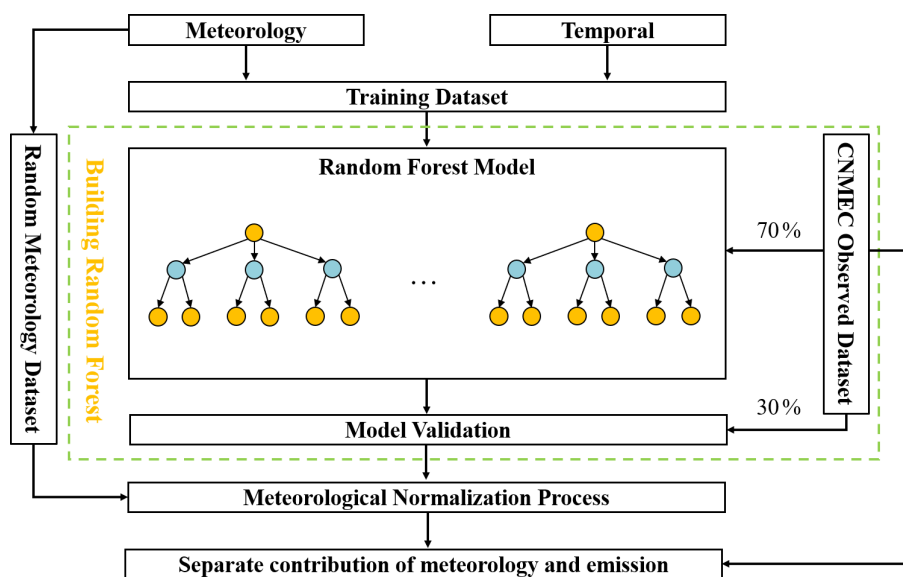 Meteorology
Temporal
Training Dataset
Random Meteorology Dataset
Building Random Forest
Random Forest Model
...
CNMEC Observed Dataset
70%
30%
Model Validation
Meteorological Normalization Process
Separate contribution of meteorology and emission